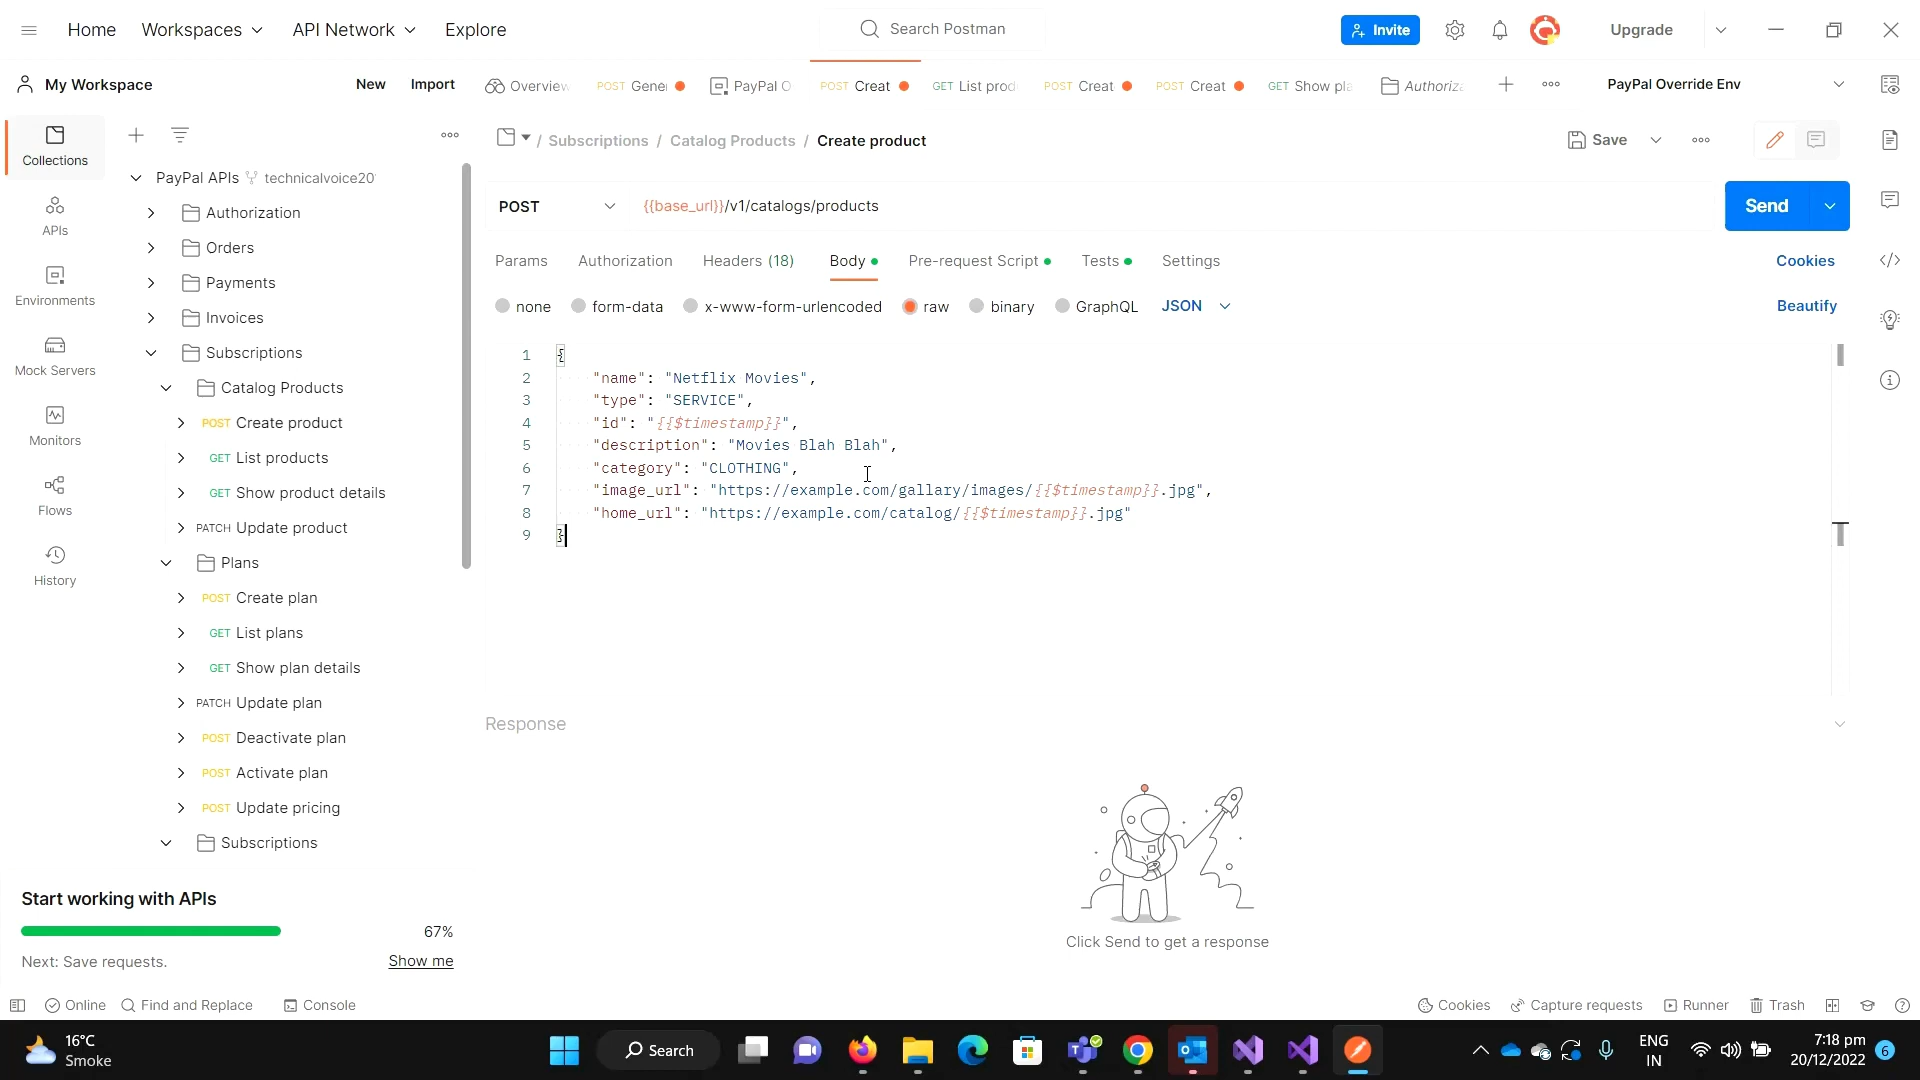 Home Workspaces API Network Explore Search Postman Invite Upgrade
My Workspace New Import Overview POST Gene PayPal O POST Creat GET List prod POST Creat POST Creat GET Show pla Authoriza PayPal Override Env
Collections
APIs
Environments
Mock Servers
Monitors
Flows
History
PayPal APIs technicalvoice20
Authorization
Orders
Payments
Invoices
Subscriptions
Catalog Products
POST Create product
GET List products
GET Show product details
PATCH Update product
Plans
POST Create plan
GET List plans
GET Show plan details
PATCH Update plan
POST Deactivate plan
POST Activate plan
POST Update pricing
Subscriptions
Start working with APIs
67%
Next: Save requests. Show me
/ Subscriptions / Catalog Products / Create product Save
POST {{base_url}}/v1/catalogs/products Send
Params Authorization Headers (18) Body Pre-request Script Tests Settings Cookies
none form-data x-www-form-urlencoded raw binary GraphQL JSON Beautify
1 {
2 "name": "Netflix Movies",
3 "type": "SERVICE",
4 "id": "{{$timestamp}}",
5 "description": "Movies Blah Blah",
6 "category": "CLOTHING",
7 "image_url": "https://example.com/gallary/images/{{$timestamp}}.jpg",
8 "home_url": "https://example.com/catalog/{{$timestamp}}.jpg"
9 }
Response
Click Send to get a response
Online Find and Replace Console Cookies Capture requests Runner Trash
16°C
Smoke
Search
ENG
IN
7:18 pm
20/12/2022
6